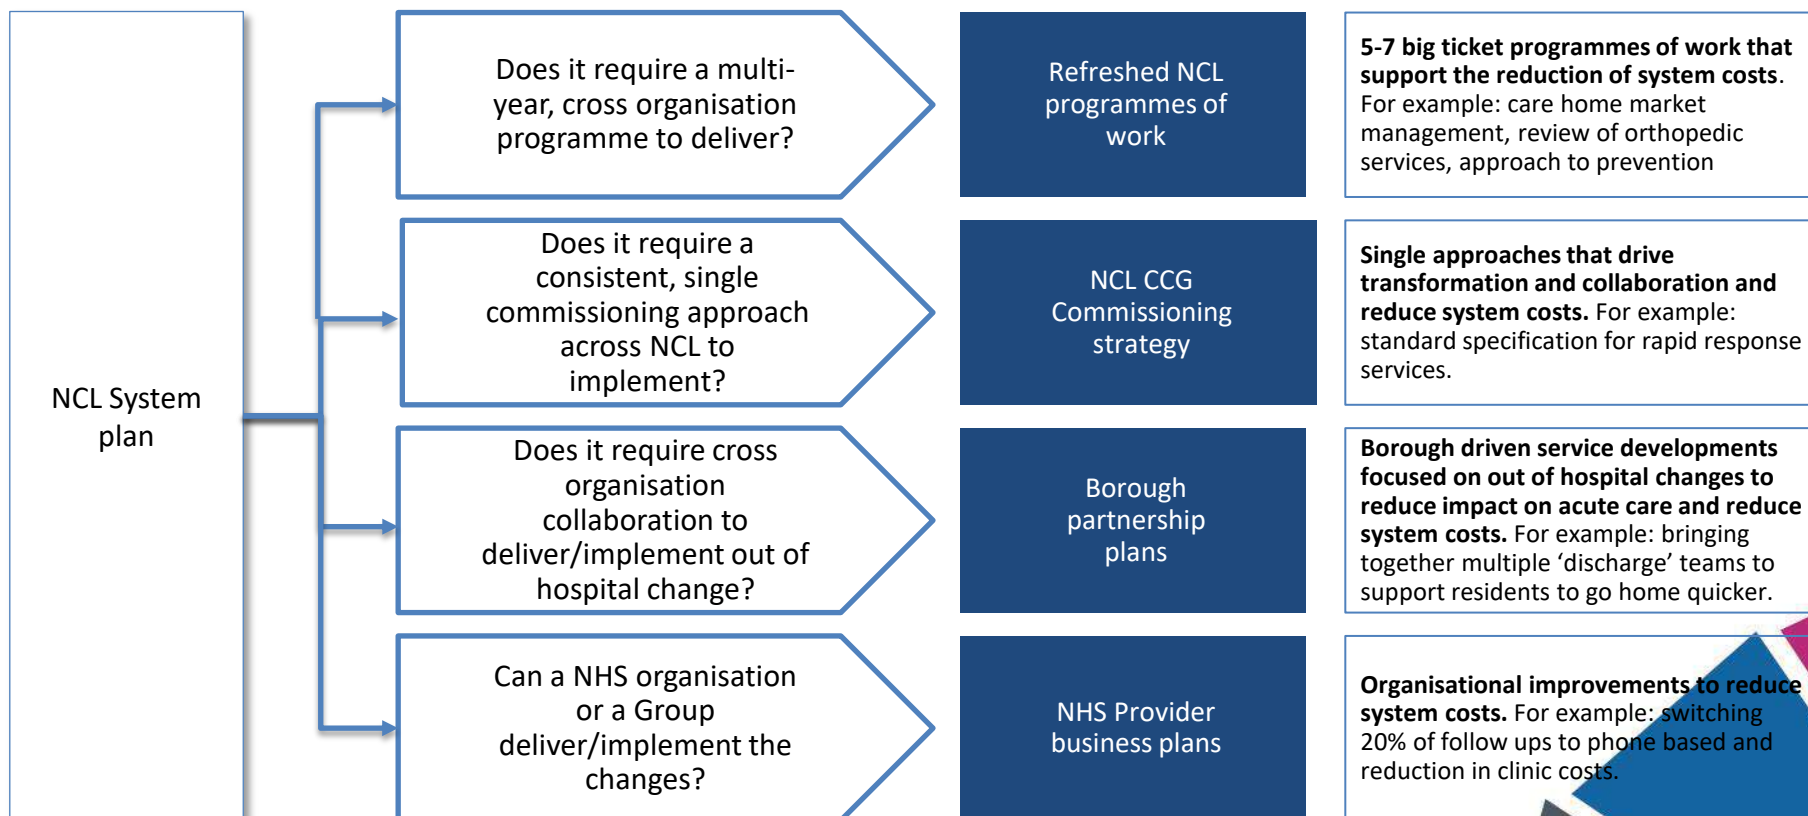 NCL System
plan
Does it require a multi-
year, cross organisation
programme to deliver?
Refreshed NCL
programmes of
work
5-7 big ticket programmes of work that
support the reduction of system costs.
For example: care home market
management, review of orthopedic
services, approach to prevention
Does it require a
consistent, single
commissioning approach
across NCL to
implement?
NCL CCG
Commissioning
strategy
Single approaches that drive
transformation and collaboration and
reduce system costs. For example:
standard specification for rapid response
services.
Does it require cross
organisation
collaboration to
deliver/implement out of
hospital change?
Borough
partnership
plans
Borough driven service developments
focused on out of hospital changes to
reduce impact on acute care and reduce
system costs. For example: bringing
together multiple ‘discharge’ teams to
support residents to go home quicker.
Can a NHS organisation
or a Group
deliver/implement the
changes?
NHS Provider
business plans
Organisational improvements to reduce
system costs. For example: switching
20% of follow ups to phone based and
reduction in clinic costs.